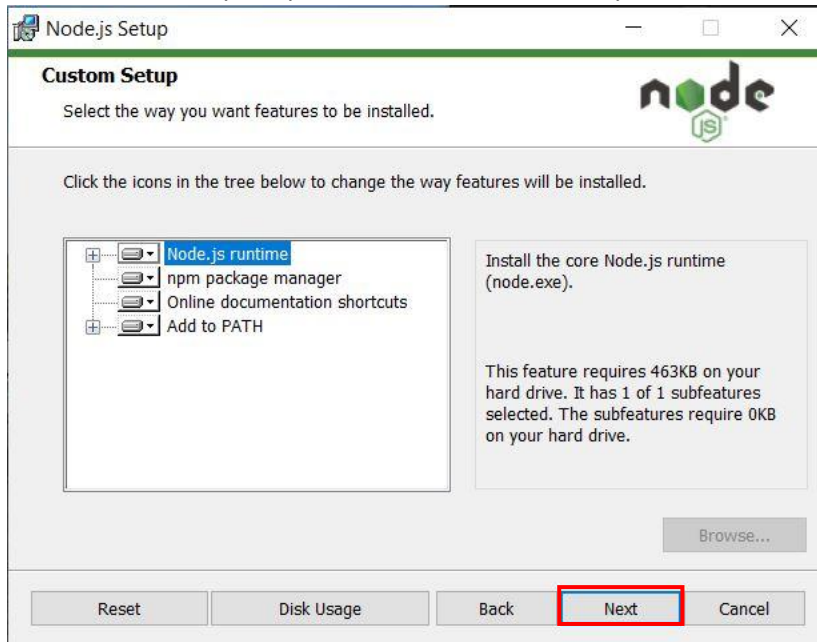 Node.js Setup
Custom Setup
Select the way you want features to be installed.
node
JS
Click the icons in the tree below to change the way features will be installed.
Node.js runtime
npm package manager
Online documentation shortcuts
Add to PATH
Install the core Node.js runtime
(node.exe).
This feature requires 463KB on your
hard drive. It has 1 of 1 subfeatures
selected. The subfeatures require 0KB
on your hard drive.
Browse...
Reset
Disk Usage
Back
Next
Cancel